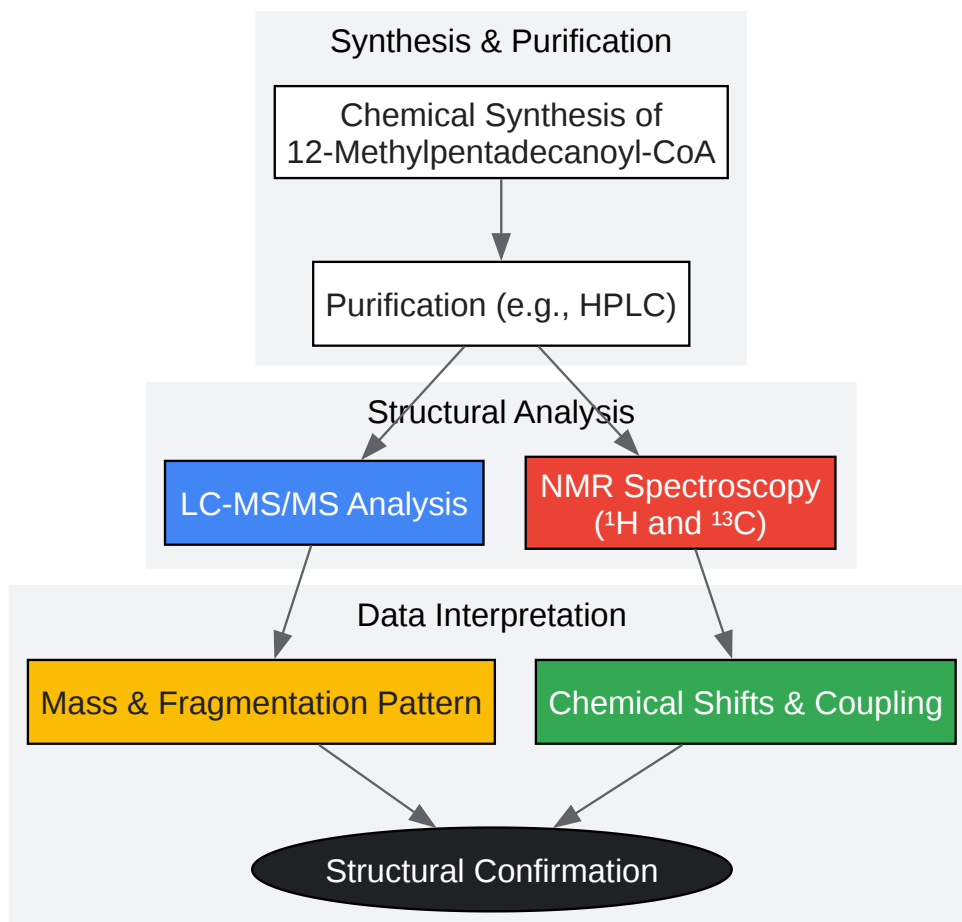 Synthesis & Purification
Chemical Synthesis of
12-Methylpentadecanoyl-CoA
Purification (e.g., HPLC)
Structural Analysis
LC-MS/MS Analysis
NMR Spectroscopy
(¹H and ¹³C)
Data Interpretation
Mass & Fragmentation Pattern
Chemical Shifts & Coupling
Structural Confirmation